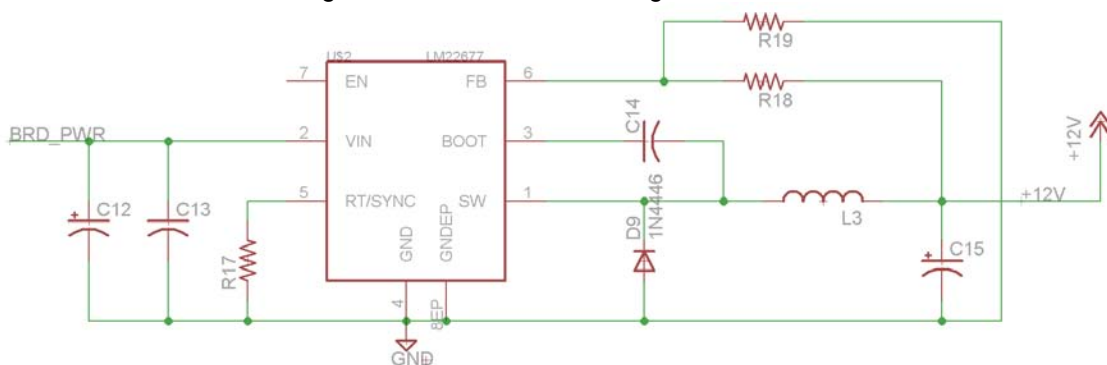 R19
U$2 LM22677
7 EN FB 6
R18
C14
BRD_PWR
2 VIN BOOT 3
+12V
5 RT/SYNC SW 1
1N4446
D9
+12V
L3
C12 C13
R17
GND GNDEP
C15
4 8EP
GND